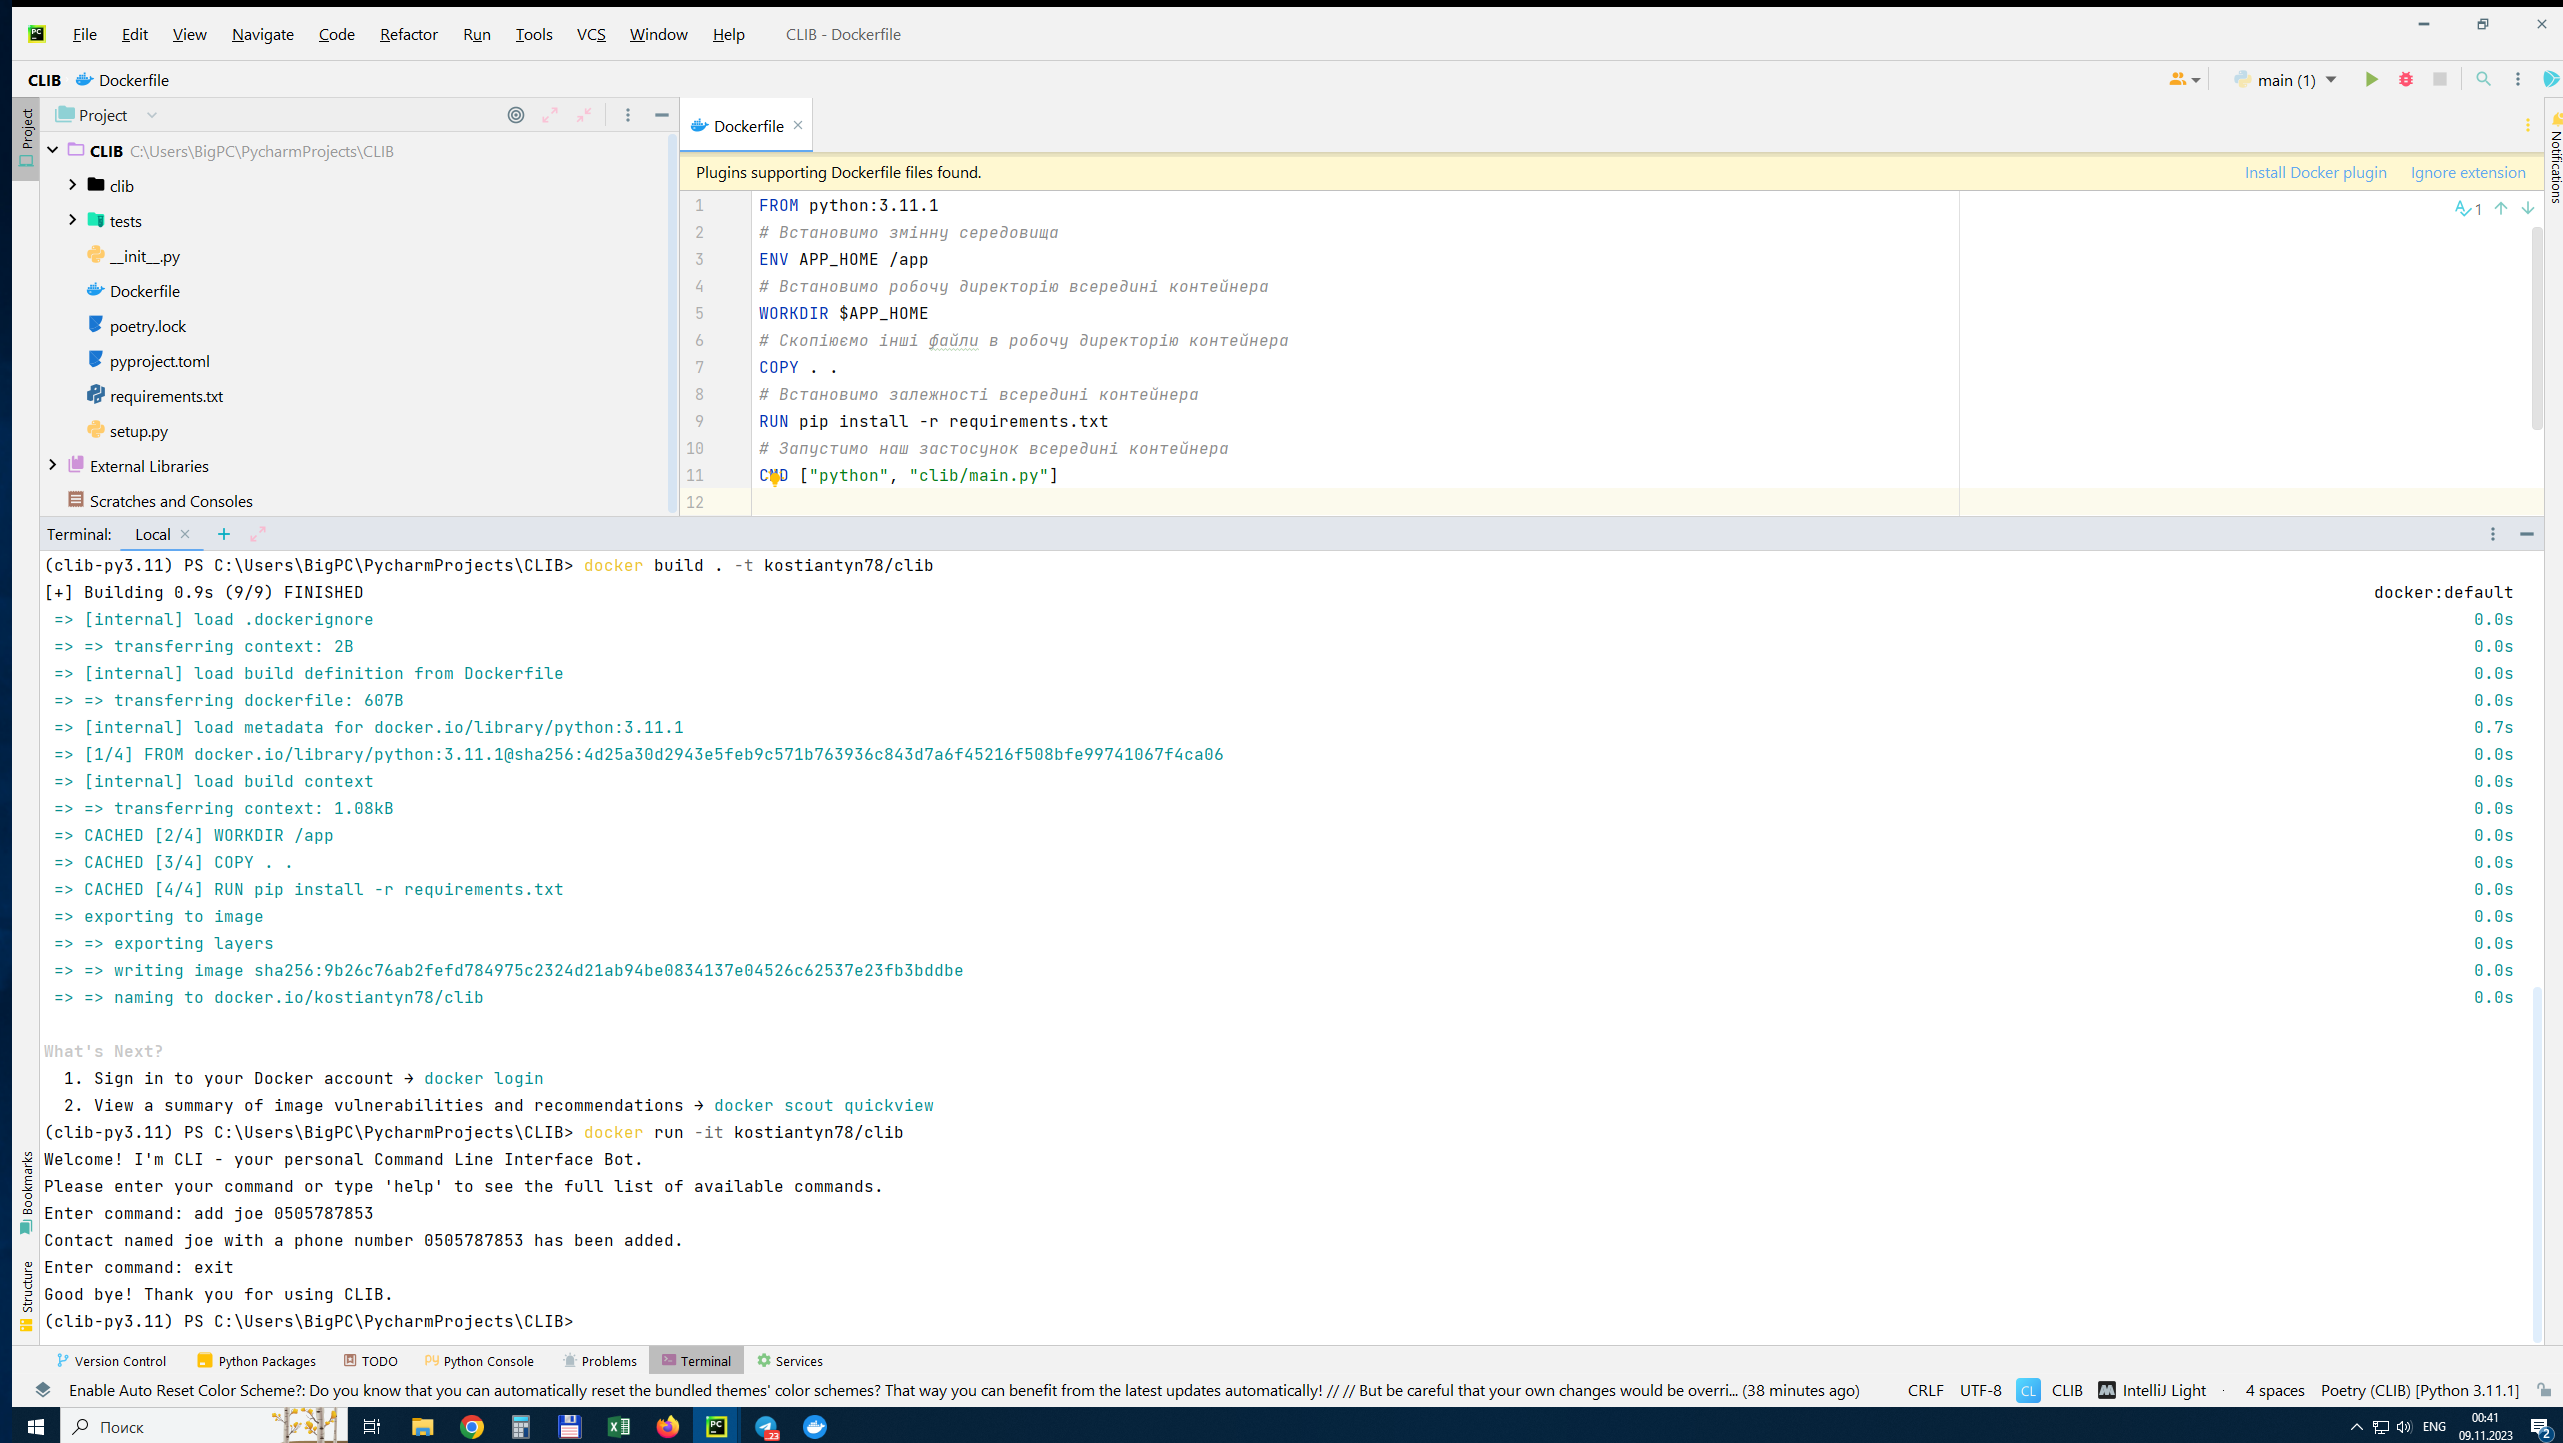 File Edit View Navigate Code Refactor Run Tools VCS Window Help CLIB - Dockerfile
CLIB Dockerfile main (1)
Project
Project
CLIB C:\Users\BigPC\PycharmProjects\CLIB
clib
tests
__init__.py
Dockerfile
poetry.lock
pyproject.toml
requirements.txt
setup.py
External Libraries
Scratches and Consoles
Dockerfile
Notifications
Plugins supporting Dockerfile files found. Install Docker plugin Ignore extension
1 FROM python:3.11.1
1
2 # Встановимо змінну середовища
3 ENV APP_HOME /app
4 # Встановимо робочу директорію всередині контейнера
5 WORKDIR $APP_HOME
6 # Скопіюємо інші файли в робочу директорію контейнера
7 COPY . .
8 # Встановимо залежності всередині контейнера
9 RUN pip install -r requirements.txt
10 # Запустимо наш застосунок всередині контейнера
11 CMD ["python", "clib/main.py"]
12
Terminal: Local
(clib-py3.11) PS C:\Users\BigPC\PycharmProjects\CLIB> docker build . -t kostiantyn78/clib
[+] Building 0.9s (9/9) FINISHED docker:default
=> [internal] load .dockerignore 0.0s
=> => transferring context: 2B 0.0s
=> [internal] load build definition from Dockerfile 0.0s
=> => transferring dockerfile: 607B 0.0s
=> [internal] load metadata for docker.io/library/python:3.11.1 0.7s
=> [1/4] FROM docker.io/library/python:3.11.1@sha256:4d25a30d2943e5feb9c571b763936c843d7a6f45216f508bfe99741067f4ca06 0.0s
=> [internal] load build context 0.0s
=> => transferring context: 1.08kB 0.0s
=> CACHED [2/4] WORKDIR /app 0.0s
=> CACHED [3/4] COPY . . 0.0s
=> CACHED [4/4] RUN pip install -r requirements.txt 0.0s
=> exporting to image 0.0s
=> => exporting layers 0.0s
=> => writing image sha256:9b26c76ab2fefd784975c2324d21ab94be0834137e04526c62537e23fb3bddbe 0.0s
=> => naming to docker.io/kostiantyn78/clib 0.0s
What's Next?
1. Sign in to your Docker account → docker login
2. View a summary of image vulnerabilities and recommendations → docker scout quickview
(clib-py3.11) PS C:\Users\BigPC\PycharmProjects\CLIB> docker run -it kostiantyn78/clib
Welcome! I'm CLI - your personal Command Line Interface Bot.
Please enter your command or type 'help' to see the full list of available commands.
Enter command: add joe 0505787853
Contact named joe with a phone number 0505787853 has been added.
Enter command: exit
Good bye! Thank you for using CLIB.
(clib-py3.11) PS C:\Users\BigPC\PycharmProjects\CLIB>
Bookmarks
Structure
Version Control Python Packages TODO Python Console Problems Terminal Services
Enable Auto Reset Color Scheme?: Do you know that you can automatically reset the bundled themes' color schemes? That way you can benefit from the latest updates automatically! // // But be careful that your own changes would be overri... (38 minutes ago) CRLF UTF-8 CL CLIB IntelliJ Light 4 spaces Poetry (CLIB) [Python 3.11.1]
Поиск 23 ENG 00:41
09.11.2023 2